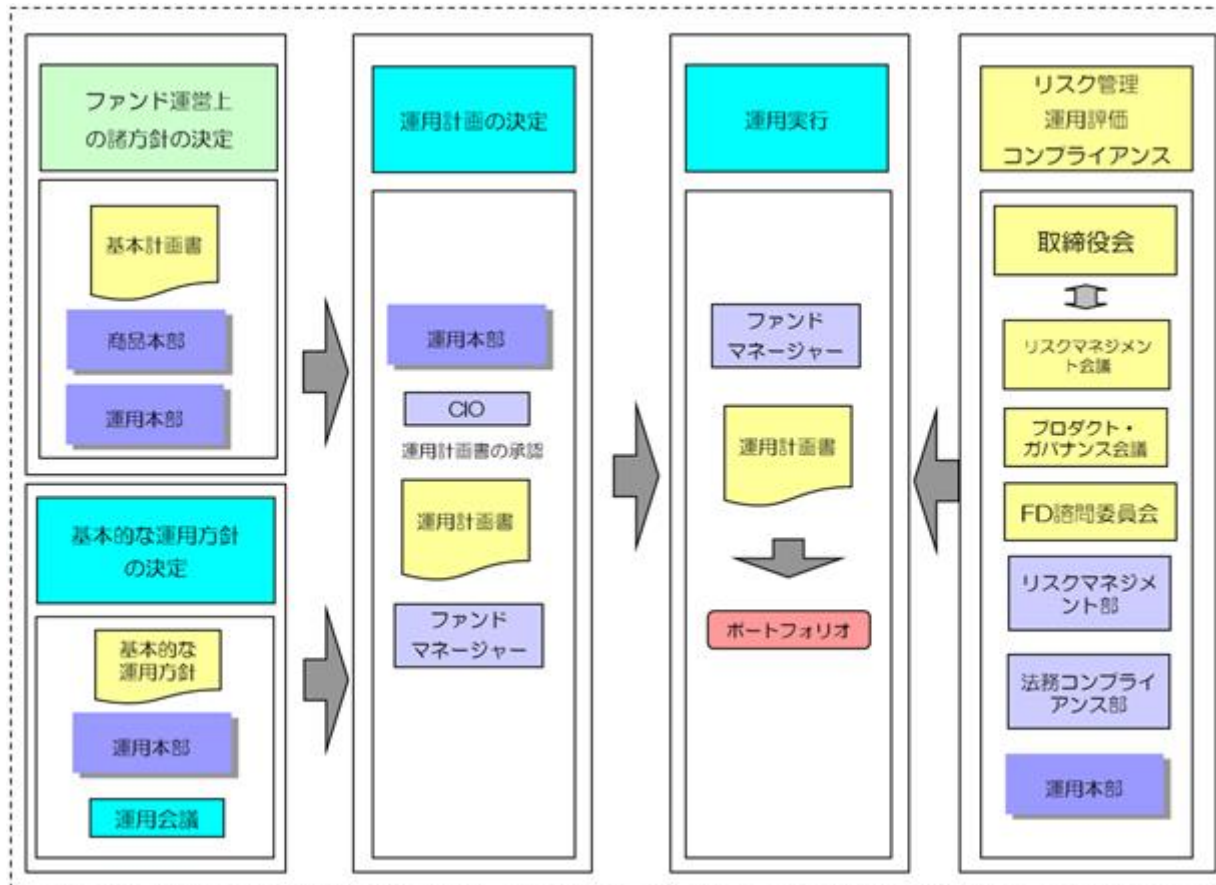 ファンド運営上
の諸方針の決定
基本計画書
商品本部
運用本部
基本的な運用方針
の決定
基本的な
運用方針
運用本部
運用会議
運用計画の決定
運用本部
CIO
運用計画書の承認
運用計画書
ファンド
マネージャー
運用実行
ファンド
マネージャー
運用計画書
ポートフォリオ
リスク管理
運用評価
コンプライアンス
取締役会
リスクマネジメン
ト会議
プロダクト・
ガバナンス会議
FD諮問委員会
リスクマネジメ
ント部
法務コンプライ
アンス部
運用本部